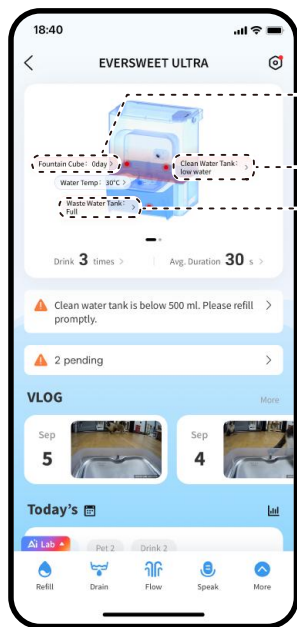 18:40
EVERSWEET ULTRA
Fountain Cube: 0day >
Clean Water Tank:
low water >
Water Temp: 30°C >
Waste Water Tank:
Full >
Drink 3 times >
Avg. Duration 30 s >
Clean water tank is below 500 ml. Please refill
promptly.
2 pending
VLOG
More
Sep
5
Sep
4
Today's
Ai Lab
Pet 2
Drink 2
Refill
Drain
Flow
Speak
More